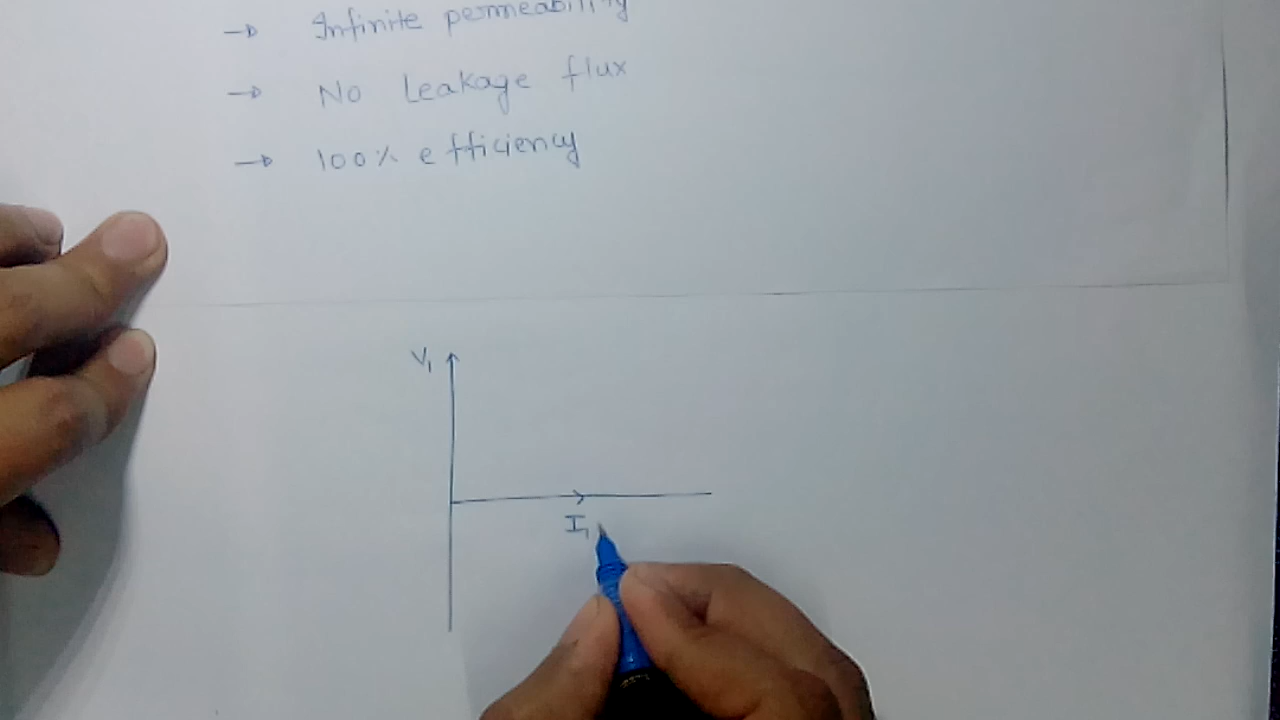 → Infinite permeability
→ No Leakage flux
→ 100% efficiency
V₁
I₁